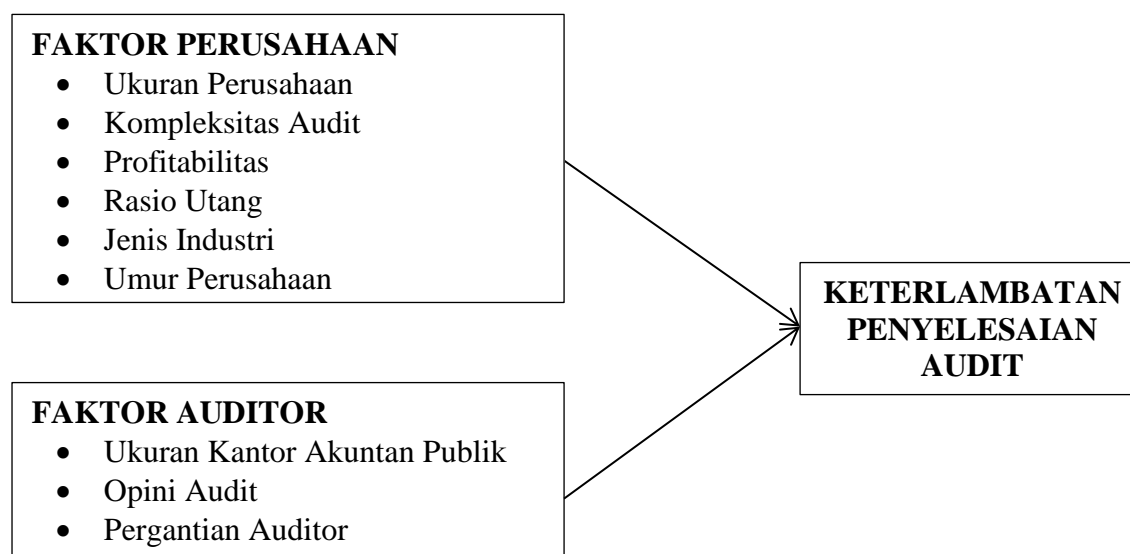 FAKTOR PERUSAHAAN
• Ukuran Perusahaan
• Kompleksitas Audit
• Profitabilitas
• Rasio Utang
• Jenis Industri
• Umur Perusahaan
KETERLAMBATAN
PENYELESAIAN
AUDIT
FAKTOR AUDITOR
• Ukuran Kantor Akuntan Publik
• Opini Audit
• Pergantian Auditor